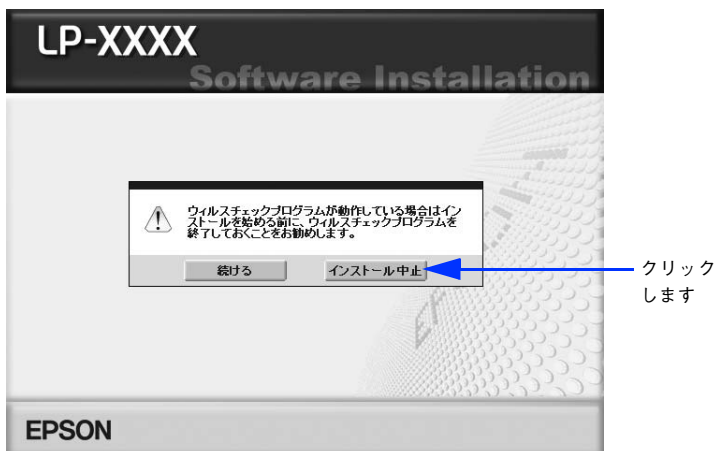 LP-XXXX
Software Installation
ウィルスチェックプログラムが動作している場合はイン
ストールを始める前に、ウィルスチェックプログラムを
終了しておくことをお勧めします。
続ける
インストール中止
クリック
します
EPSON